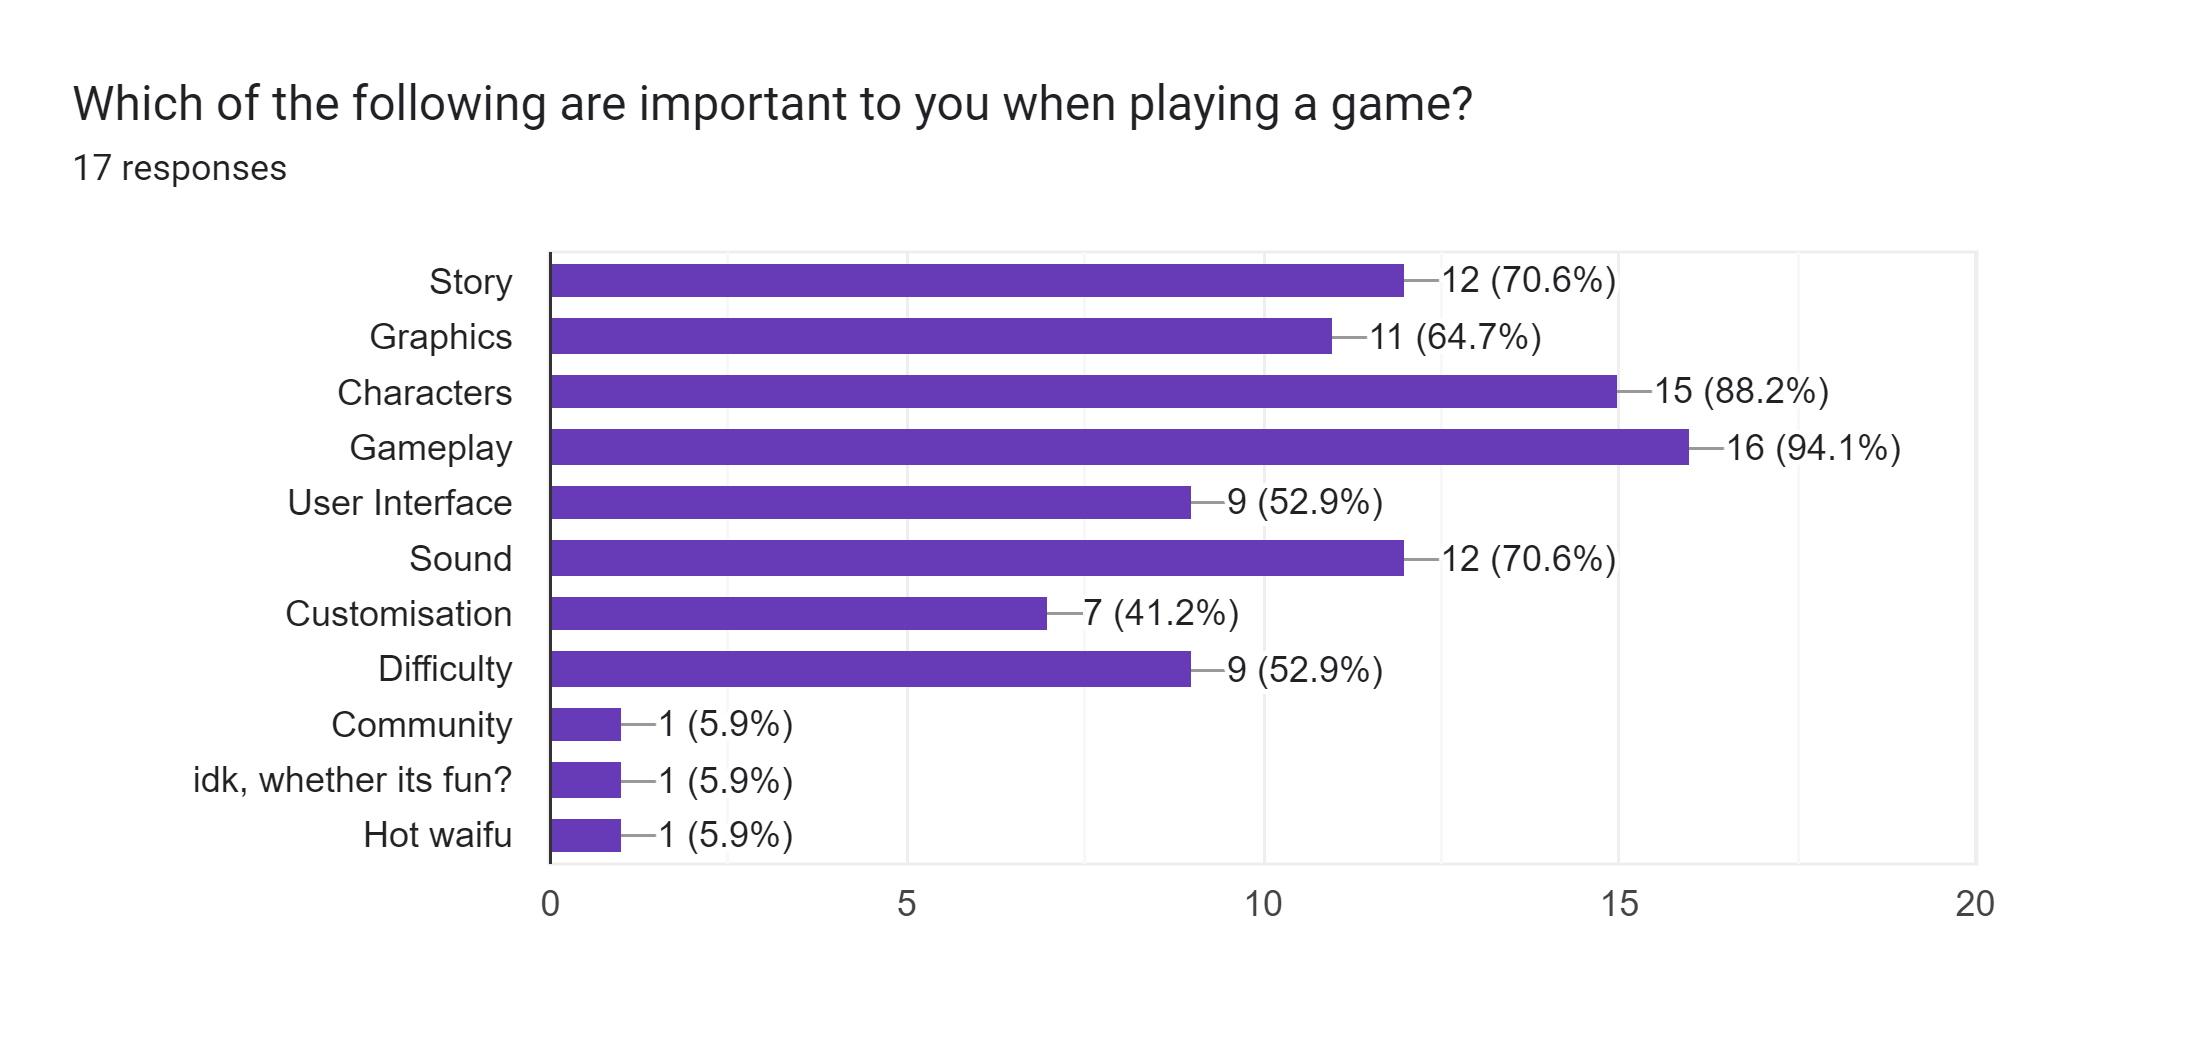 Which of the following are important to you when playing a game?
17 responses
Story 12 (70.6%)
Graphics 11 (64.7%)
Characters 15 (88.2%)
Gameplay 16 (94.1%)
User Interface 9 (52.9%)
Sound 12 (70.6%)
Customisation 7 (41.2%)
Difficulty 9 (52.9%)
Community 1 (5.9%)
idk, whether its fun? 1 (5.9%)
Hot waifu 1 (5.9%)
0 5 10 15 20